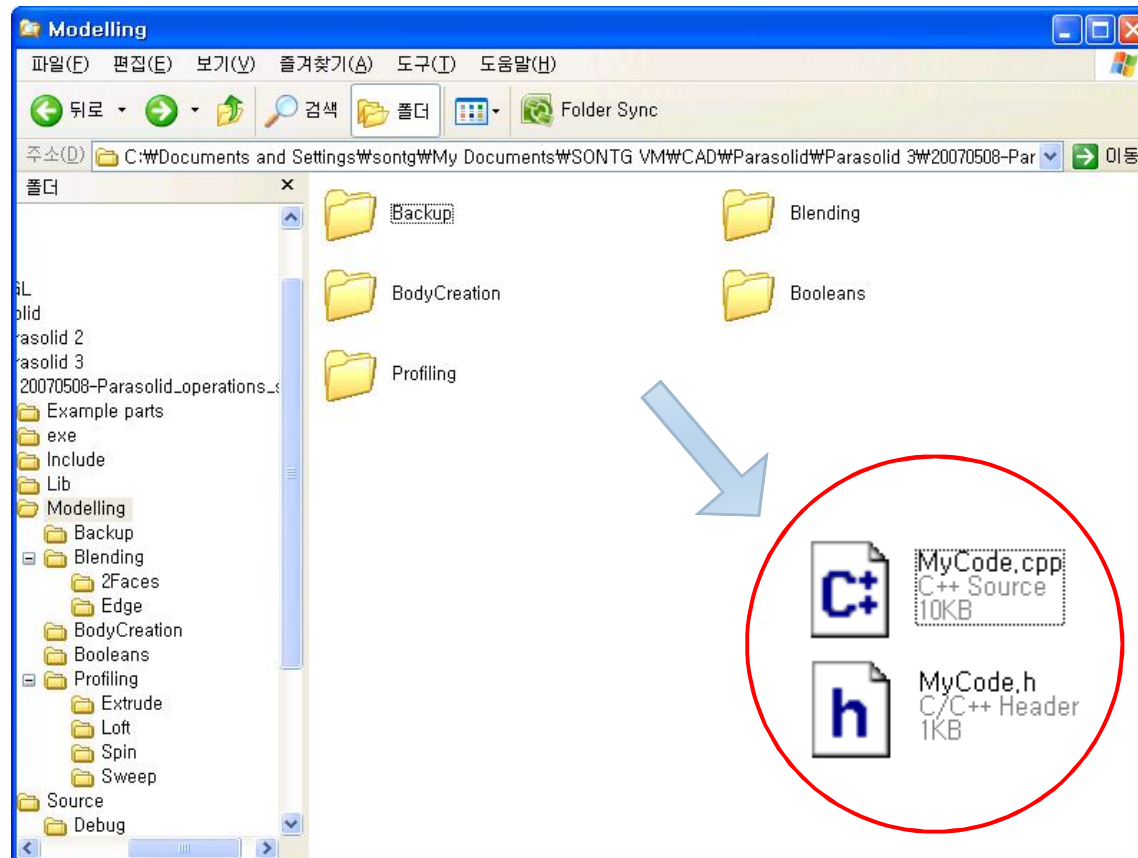 Modelling
파일(F) 편집(E) 보기(V) 즐겨찾기(A) 도구(T) 도움말(H)
뒤로 검색 폴더 Folder Sync
주소(D) C:₩Documents and Settings₩sontg₩My Documents₩SONTG VM₩CAD₩Parasolid₩Parasolid 3₩20070508-Par 이동
폴더
olid
rasolid 2
rasolid 3
20070508-Parasolid_operations_s
Example parts
exe
Include
Lib
Modelling
Backup
Blending
2Faces
Edge
BodyCreation
Booleans
Profiling
Extrude
Loft
Spin
Sweep
Source
Debug
Backup
Blending
BodyCreation
Booleans
Profiling
MyCode.cpp
C++ Source
10KB
MyCode.h
C/C++ Header
1KB
C++
h